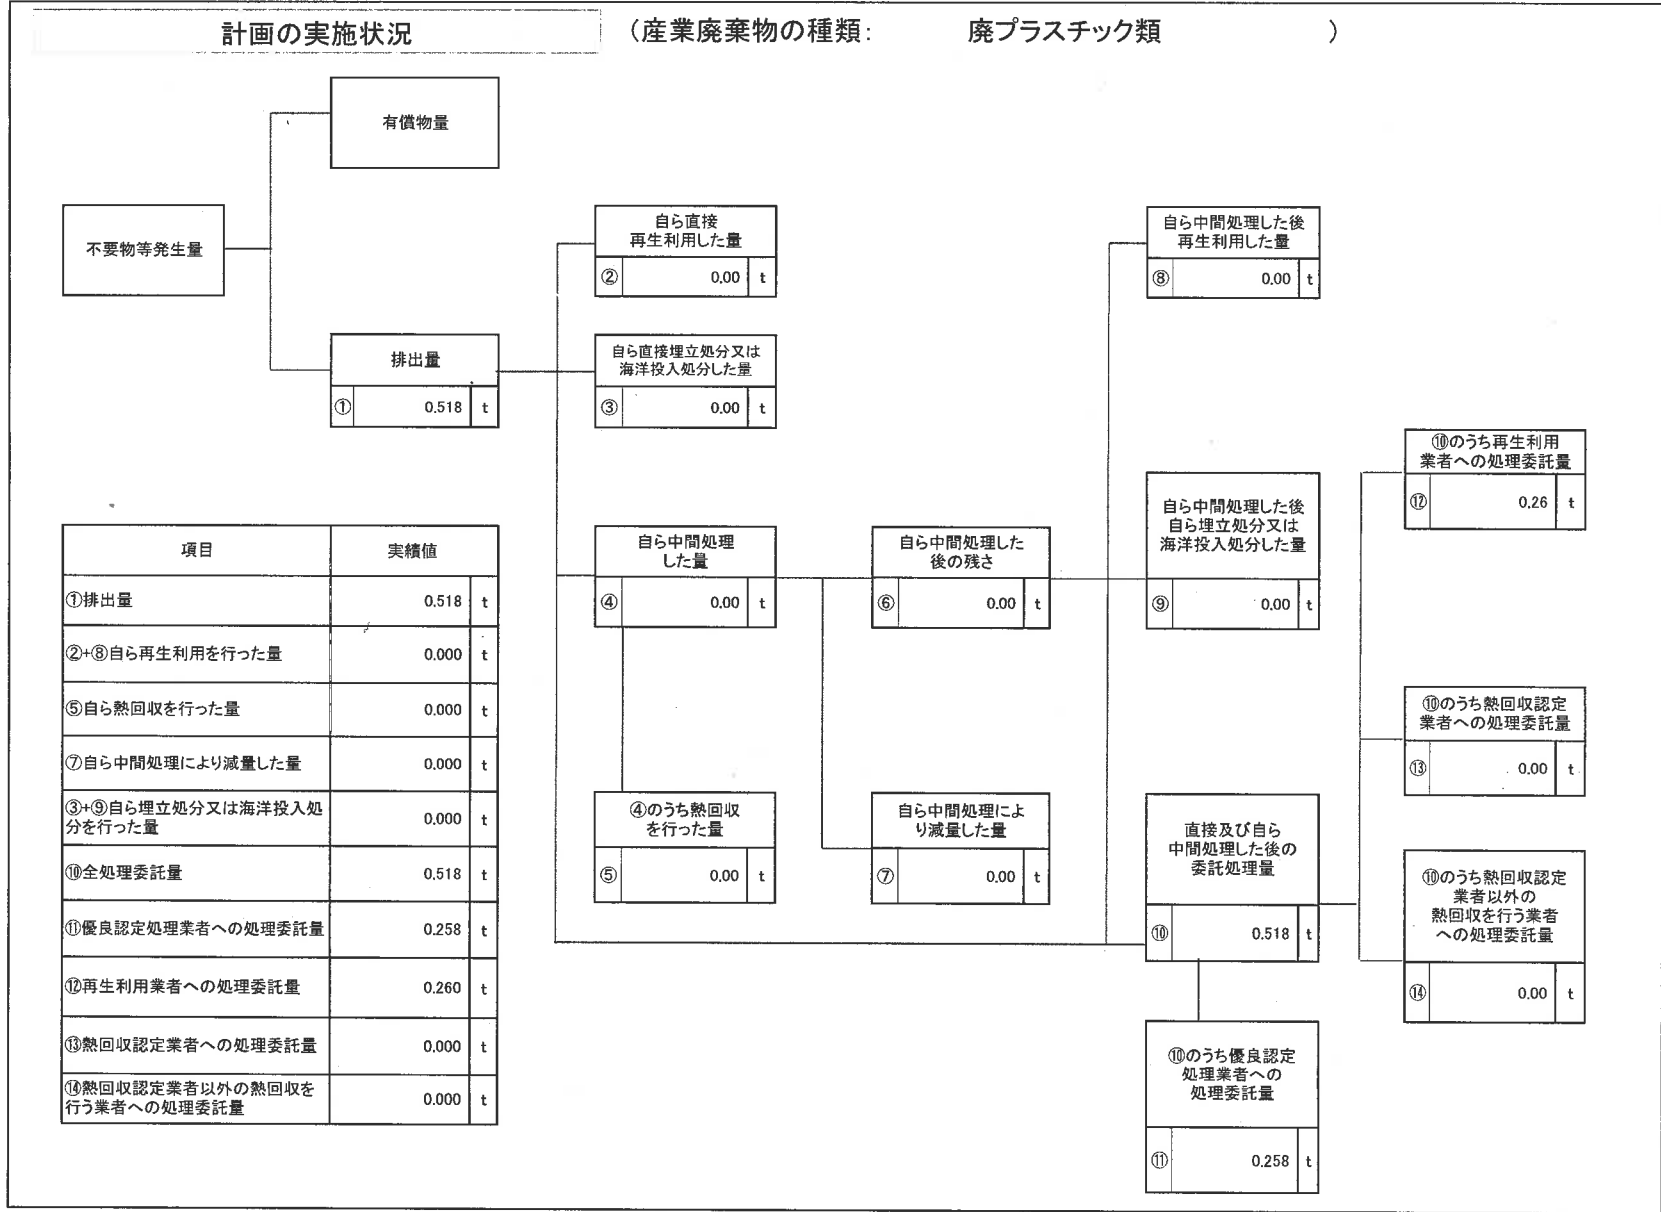 計画の実施状況 （産業廃棄物の種類： 廃プラスチック類 ）
有償物量
不要物等発生量
排出量
① 0.518 t
自ら直接
再生利用した量
② 0.00 t
自ら直接埋立処分又は
海洋投入処分した量
③ 0.00 t
自ら中間処理
した量
④ 0.00 t
④のうち熱回収
を行った量
⑤ 0.00 t
自ら中間処理した
後の残さ
⑥ 0.00 t
自ら中間処理によ
り減量した量
⑦ 0.00 t
自ら中間処理した後
再生利用した量
⑧ 0.00 t
自ら中間処理した後
自ら埋立処分又は
海洋投入処分した量
⑨ 0.00 t
直接及び自ら
中間処理した後の
委託処理量
⑩ 0.518 t
⑩のうち優良認定
処理業者への
処理委託量
⑪ 0.258 t
⑩のうち再生利用
業者への処理委託量
⑫ 0.26 t
⑩のうち熱回収認定
業者への処理委託量
⑬ 0.00 t
⑩のうち熱回収認定
業者以外の
熱回収を行う業者
への処理委託量
⑭ 0.00 t
項目 実績値
①排出量 0.518 t
②+⑧自ら再生利用を行った量 0.000 t
⑤自ら熱回収を行った量 0.000 t
⑦自ら中間処理により減量した量 0.000 t
③+⑨自ら埋立処分又は海洋投入処
分を行った量 0.000 t
⑩全処理委託量 0.518 t
⑪優良認定処理業者への処理委託量 0.258 t
⑫再生利用業者への処理委託量 0.260 t
⑬熱回収認定業者への処理委託量 0.000 t
⑭熱回収認定業者以外の熱回収を
行う業者への処理委託量 0.000 t